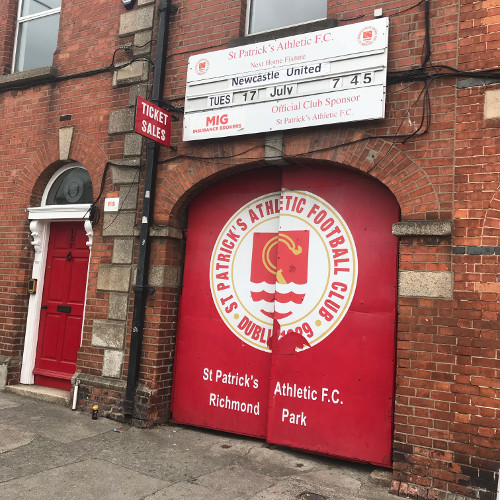 St Patrick's Athletic F.C.
Next Home Fixture
Newcastle United
TUES 17 July 7 45
Official Club Sponsor
MIG
INSURANCE BROKERS
St Patrick's Athletic F.C.
TICKET
SALES
ST PATRICK'S ATHLETIC FOOTBALL CLUB
DUBLIN
St Patrick's Athletic F.C.
Richmond Park